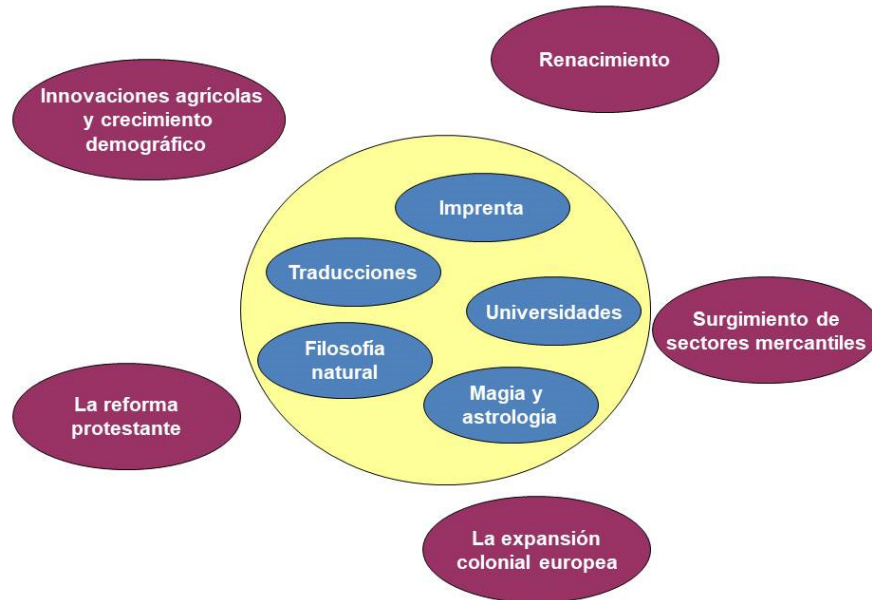 Renacimiento
Innovaciones agrícolas
y crecimiento
demográfico
Imprenta
Traducciones
Universidades
Surgimiento de
sectores mercantiles
Filosofía
natural
Magia y
astrología
La reforma
protestante
La expansión
colonial europea